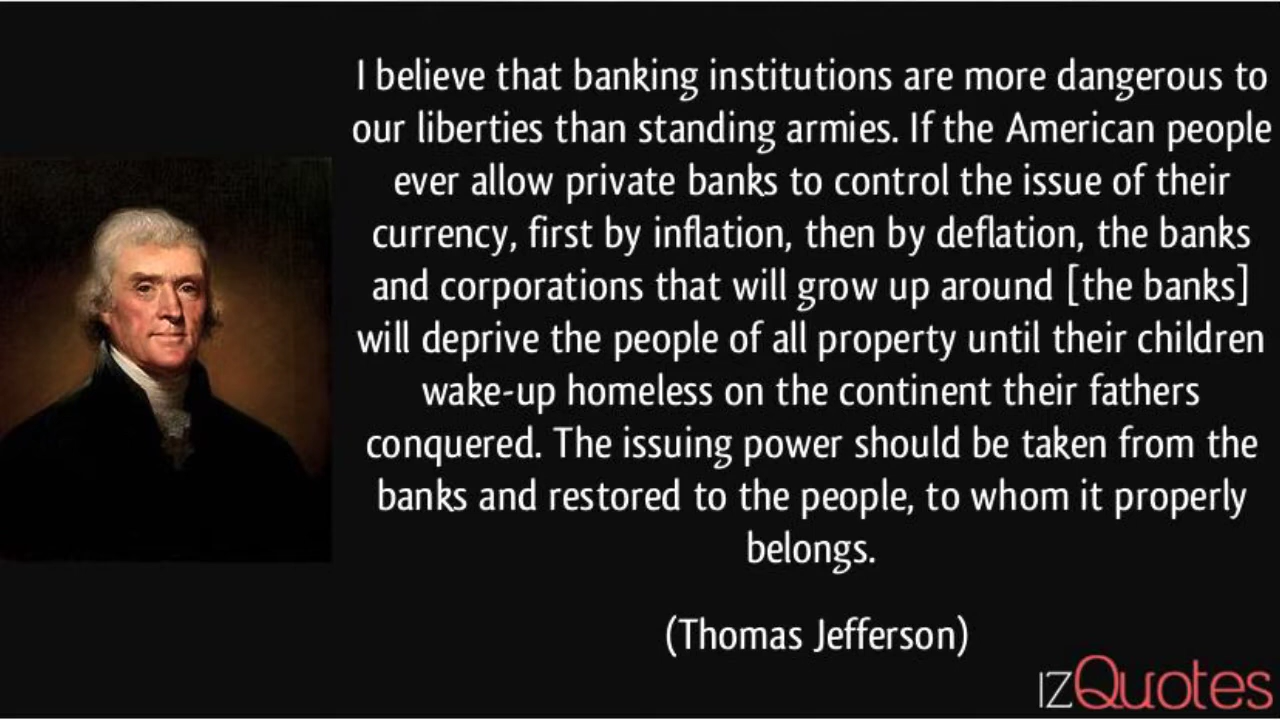 I believe that banking institutions are more dangerous to
our liberties than standing armies. If the American people
ever allow private banks to control the issue of their
currency, first by inflation, then by deflation, the banks
and corporations that will grow up around [the banks]
will deprive the people of all property until their children
wake-up homeless on the continent their fathers
conquered. The issuing power should be taken from the
banks and restored to the people, to whom it properly
belongs.
(Thomas Jefferson)
IZQuotes